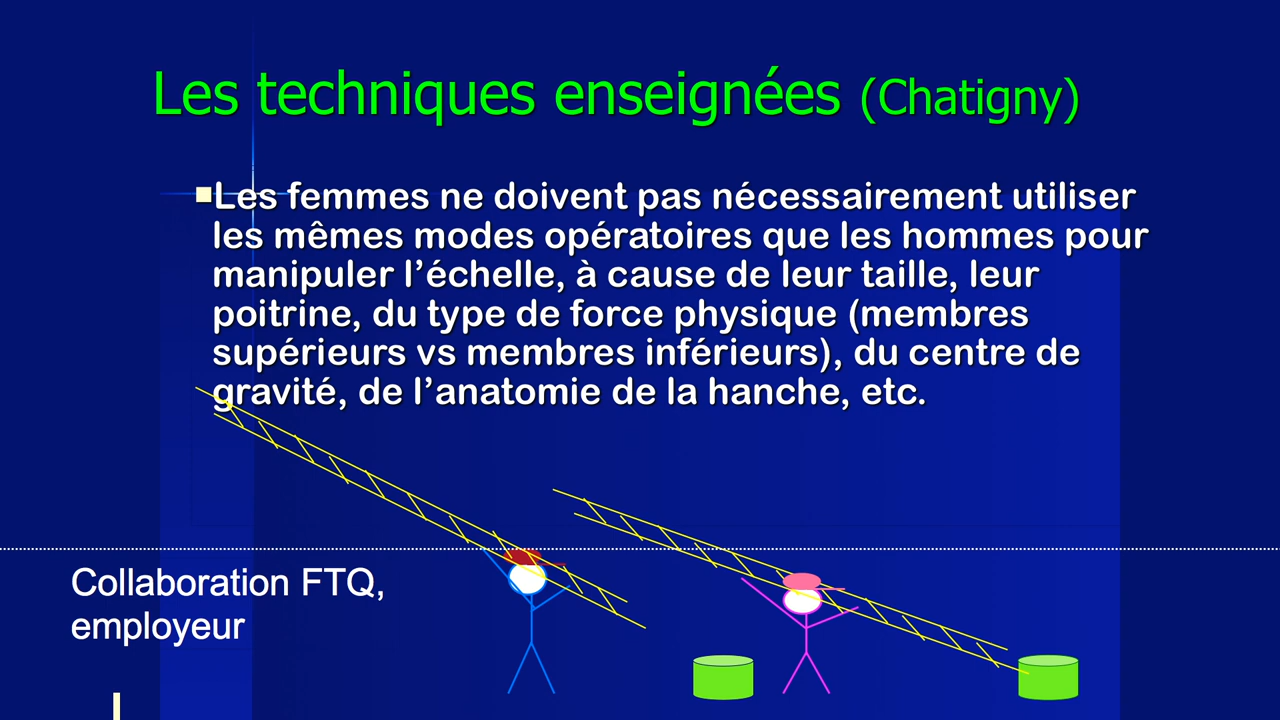 Les techniques enseignées (Chatigny)
Les femmes ne doivent pas nécessairement utiliser
les mêmes modes opératoires que les hommes pour
manipuler l’échelle, à cause de leur taille, leur
poitrine, du type de force physique (membres
supérieurs vs membres inférieurs), du centre de
gravité, de l’anatomie de la hanche, etc.
Collaboration FTQ,
employeur